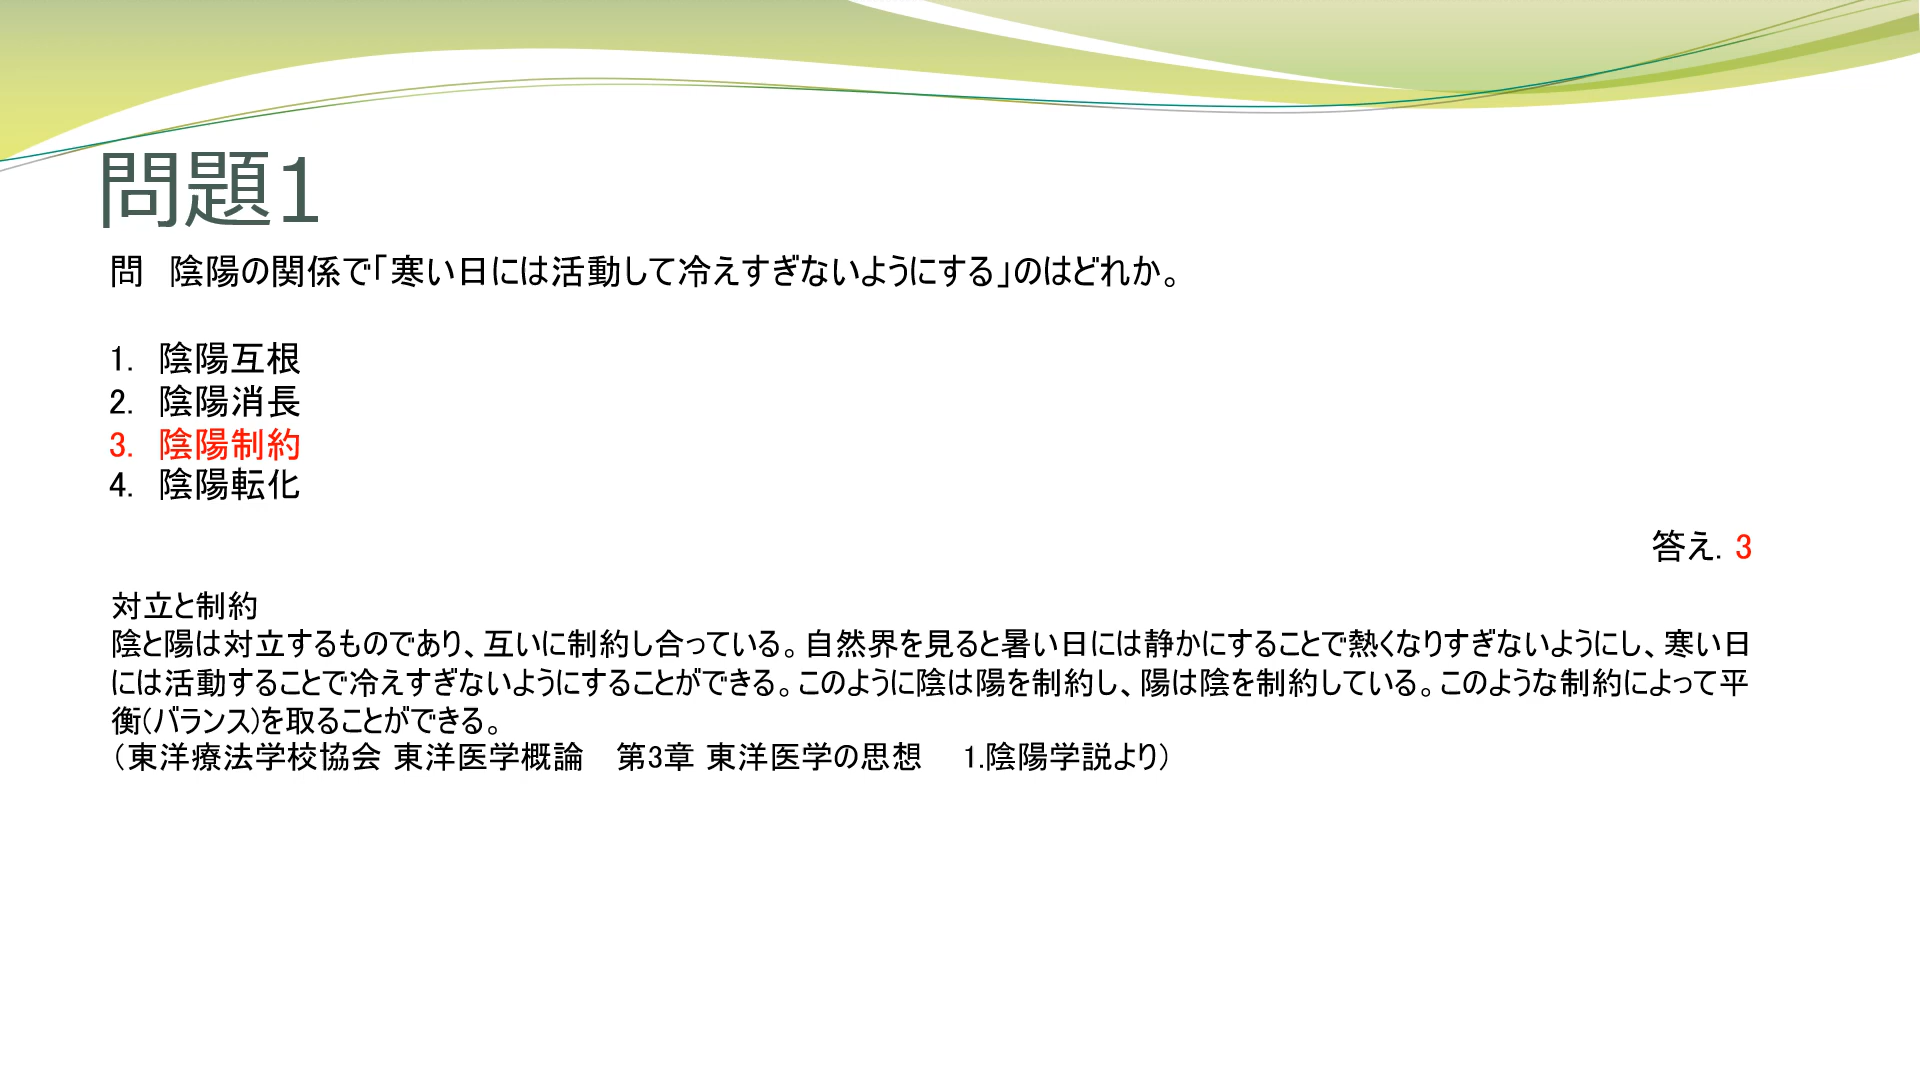 問題1
問　陰陽の関係で「寒い日には活動して冷えすぎないようにする」のはどれか。
1. 陰陽互根
2. 陰陽消長
3. 陰陽制約
4. 陰陽転化
答え. 3
対立と制約
陰と陽は対立するものであり、互いに制約し合っている。自然界を見ると暑い日には静かにすることで熱くなりすぎないようにし、寒い日
には活動することで冷えすぎないようにすることができる。このように陰は陽を制約し、陽は陰を制約している。このような制約によって平
衡(バランス)を取ることができる。
（東洋療法学校協会 東洋医学概論　第3章 東洋医学の思想　1.陰陽学説より）